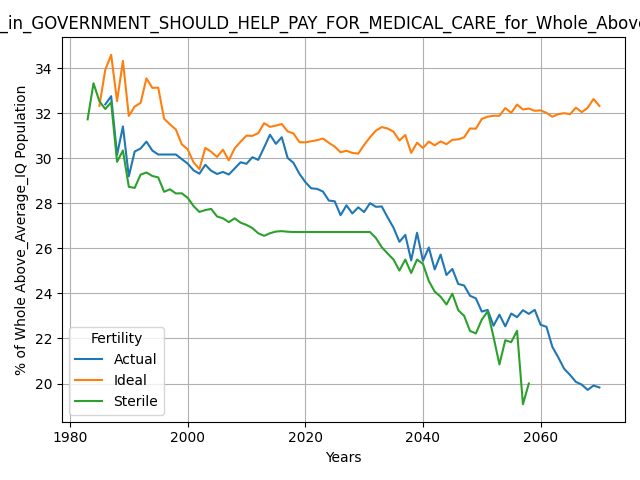 _in_GOVERNMENT_SHOULD_HELP_PAY_FOR_MEDICAL_CARE_for_Whole_Above
% of Whole Above_Average_IQ Population
34
32
30
28
26
24
22
20
Fertility
Actual
Ideal
Sterile
1980
2000
2020
2040
2060
Years